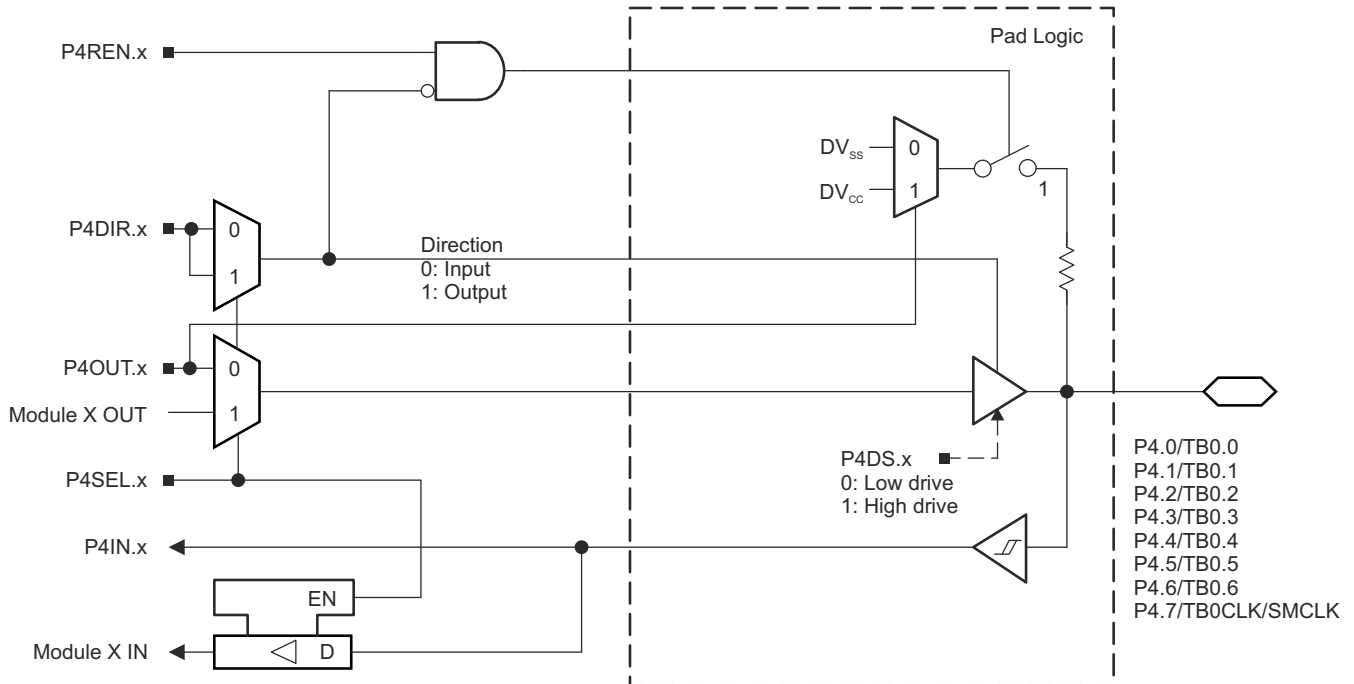 Pad Logic
P4REN.x
DVSS
0
DVCC
1
1
P4DIR.x
0
1
Direction
0: Input
1: Output
P4OUT.x
0
Module X OUT
1
P4SEL.x
P4DS.x
0: Low drive
1: High drive
P4.0/TB0.0
P4.1/TB0.1
P4.2/TB0.2
P4.3/TB0.3
P4.4/TB0.4
P4.5/TB0.5
P4.6/TB0.6
P4.7/TB0CLK/SMCLK
P4IN.x
EN
Module X IN
D